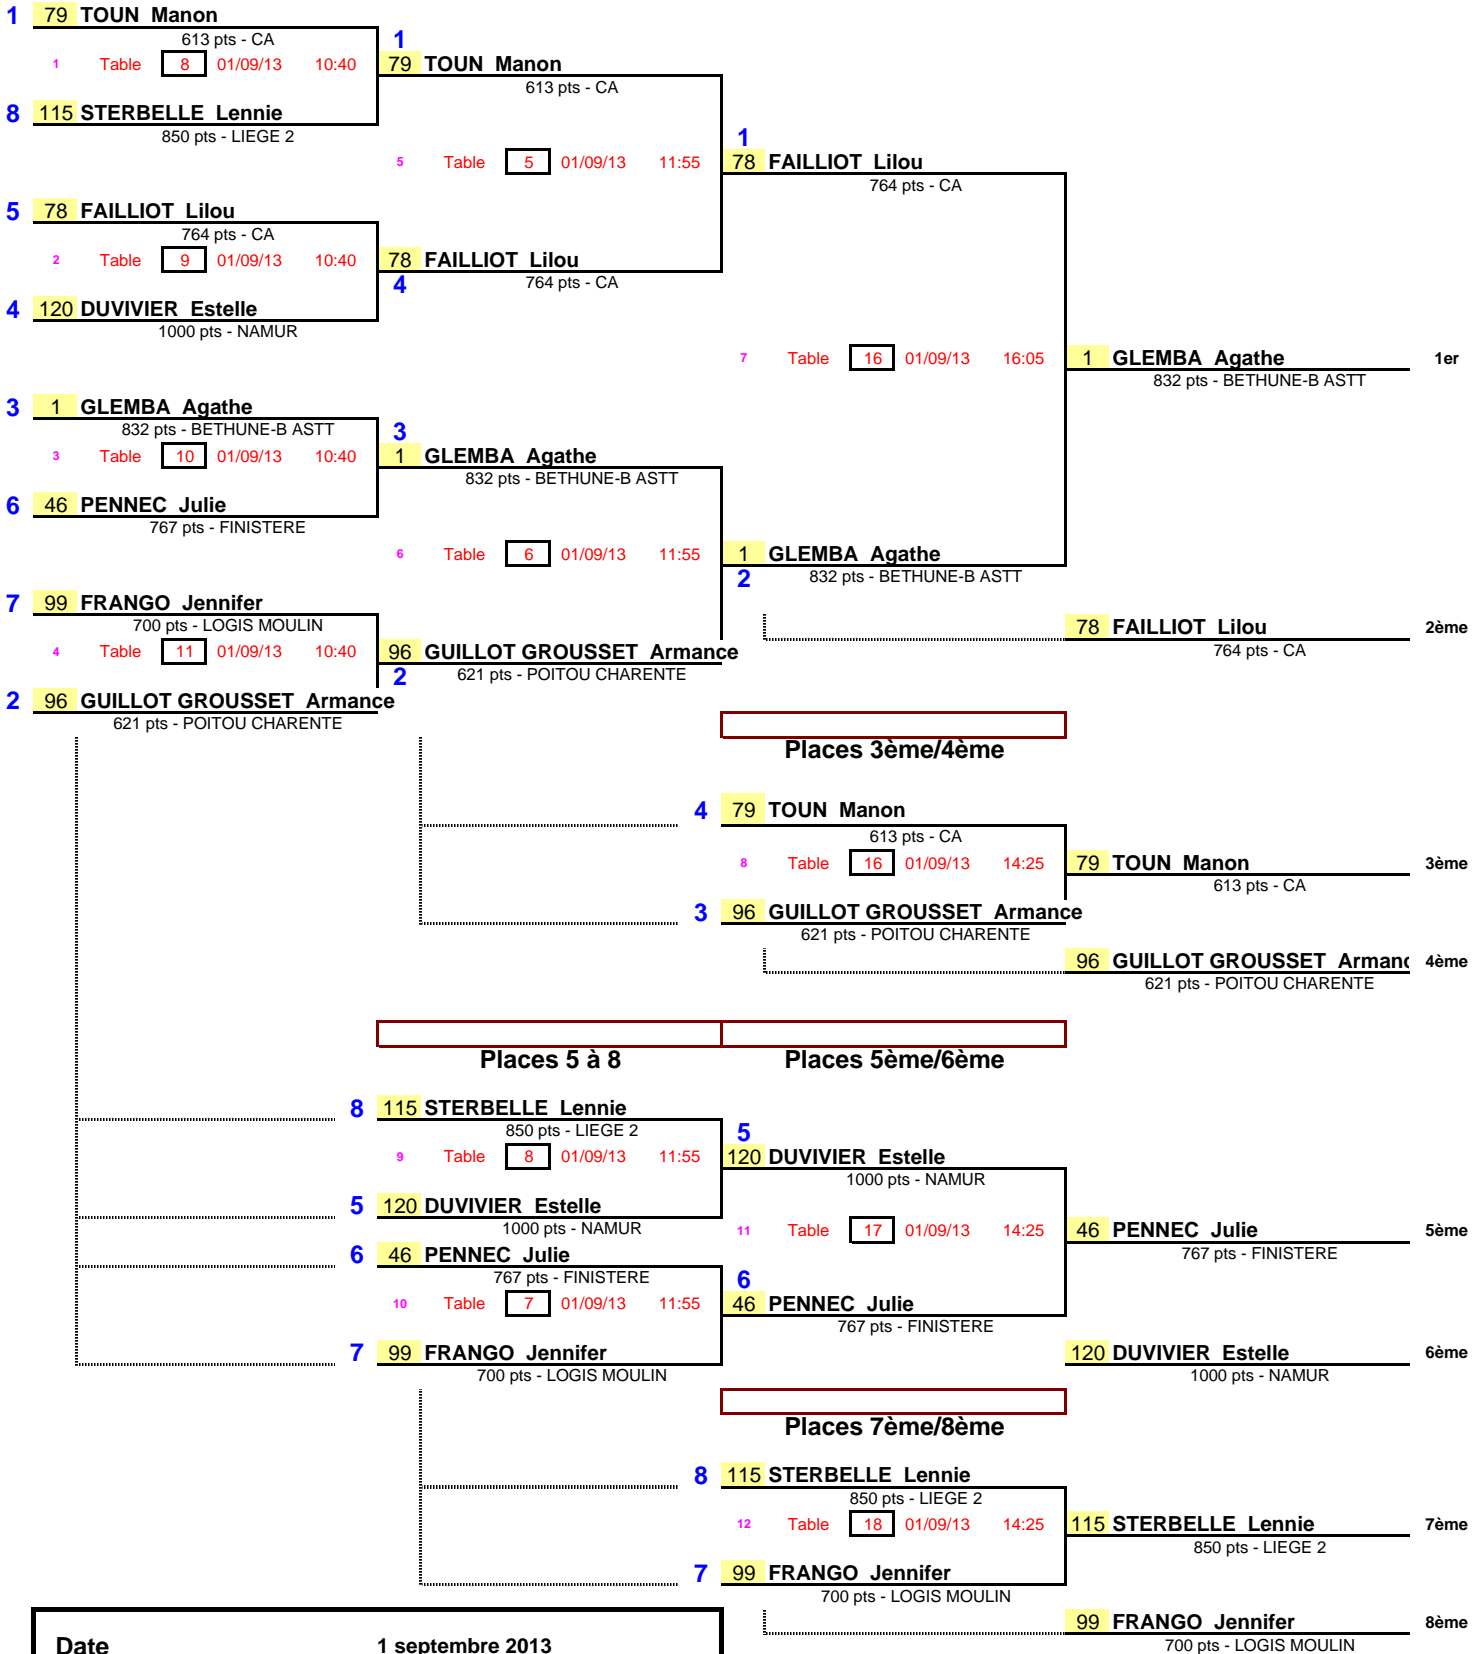 1 79 TOUN Manon
613 pts - CA
1 Table 8 01/09/13 10:40
8 115 STERBELLE Lennie
850 pts - LIEGE 2
5 78 FAILLIOT Lilou
764 pts - CA
2 Table 9 01/09/13 10:40
4 120 DUVIVIER Estelle
1000 pts - NAMUR
3 1 GLEMBA Agathe
832 pts - BETHUNE-B ASTT
3 Table 10 01/09/13 10:40
6 46 PENNEC Julie
767 pts - FINISTERE
7 99 FRANGO Jennifer
700 pts - LOGIS MOULIN
4 Table 11 01/09/13 10:40
2 96 GUILLOT GROUSSET Armance
621 pts - POITOU CHARENTE
1
79 TOUN Manon
613 pts - CA
5 Table 5 01/09/13 11:55
78 FAILLIOT Lilou
4 764 pts - CA
3
1 GLEMBA Agathe
832 pts - BETHUNE-B ASTT
6 Table 6 01/09/13 11:55
96 GUILLOT GROUSSET Armance
2 621 pts - POITOU CHARENTE
1
78 FAILLIOT Lilou
764 pts - CA
7 Table 16 01/09/13 16:05
1 GLEMBA Agathe
2 832 pts - BETHUNE-B ASTT
1 GLEMBA Agathe 1er
832 pts - BETHUNE-B ASTT
78 FAILLIOT Lilou 2ème
764 pts - CA
Places 3ème/4ème
4 79 TOUN Manon
613 pts - CA
8 Table 16 01/09/13 14:25
3 96 GUILLOT GROUSSET Armance
621 pts - POITOU CHARENTE
79 TOUN Manon 3ème
613 pts - CA
96 GUILLOT GROUSSET Armanc 4ème
621 pts - POITOU CHARENTE
Places 5 à 8
Places 5ème/6ème
8 115 STERBELLE Lennie
850 pts - LIEGE 2
9 Table 8 01/09/13 11:55
5 120 DUVIVIER Estelle
1000 pts - NAMUR
6 46 PENNEC Julie
767 pts - FINISTERE
10 Table 7 01/09/13 11:55
7 99 FRANGO Jennifer
700 pts - LOGIS MOULIN
5
120 DUVIVIER Estelle
1000 pts - NAMUR
11 Table 17 01/09/13 14:25
6
46 PENNEC Julie
767 pts - FINISTERE
46 PENNEC Julie 5ème
767 pts - FINISTERE
120 DUVIVIER Estelle 6ème
1000 pts - NAMUR
Places 7ème/8ème
8 115 STERBELLE Lennie
850 pts - LIEGE 2
12 Table 18 01/09/13 14:25
7 99 FRANGO Jennifer
700 pts - LOGIS MOULIN
115 STERBELLE Lennie 7ème
850 pts - LIEGE 2
99 FRANGO Jennifer 8ème
700 pts - LOGIS MOULIN
Date 1 septembre 2013